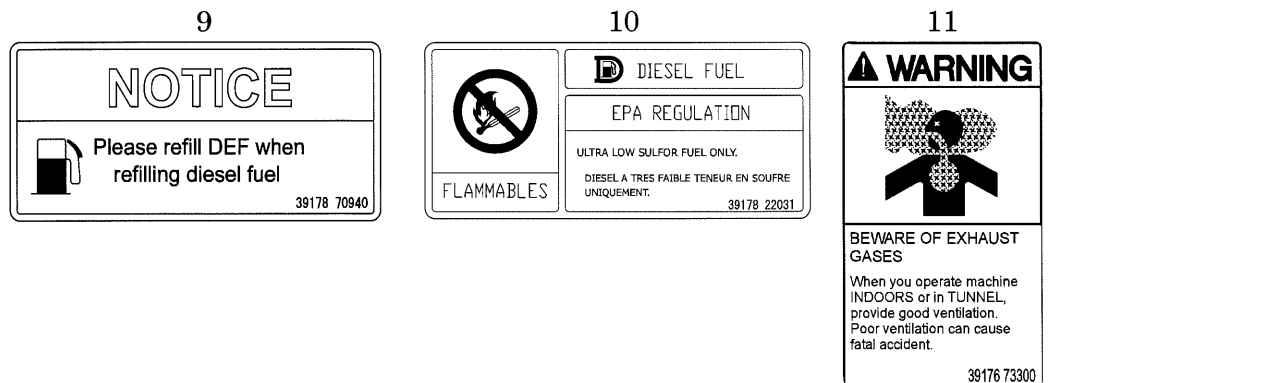 9
NOTICE
Please refill DEF when
refilling diesel fuel
39178 70940
10
FLAMMABLES
D DIESEL FUEL
EPA REGULATION
ULTRA LOW SULFOR FUEL ONLY.
DIESEL A TRES FAIBLE TENEUR EN SOUFRE
UNIQUEMENT.
39178 22031
11
WARNING
BEWARE OF EXHAUST
GASES
When you operate machine
INDOORS or in TUNNEL,
provide good ventilation.
Poor ventilation can cause
fatal accident.
39176 73300